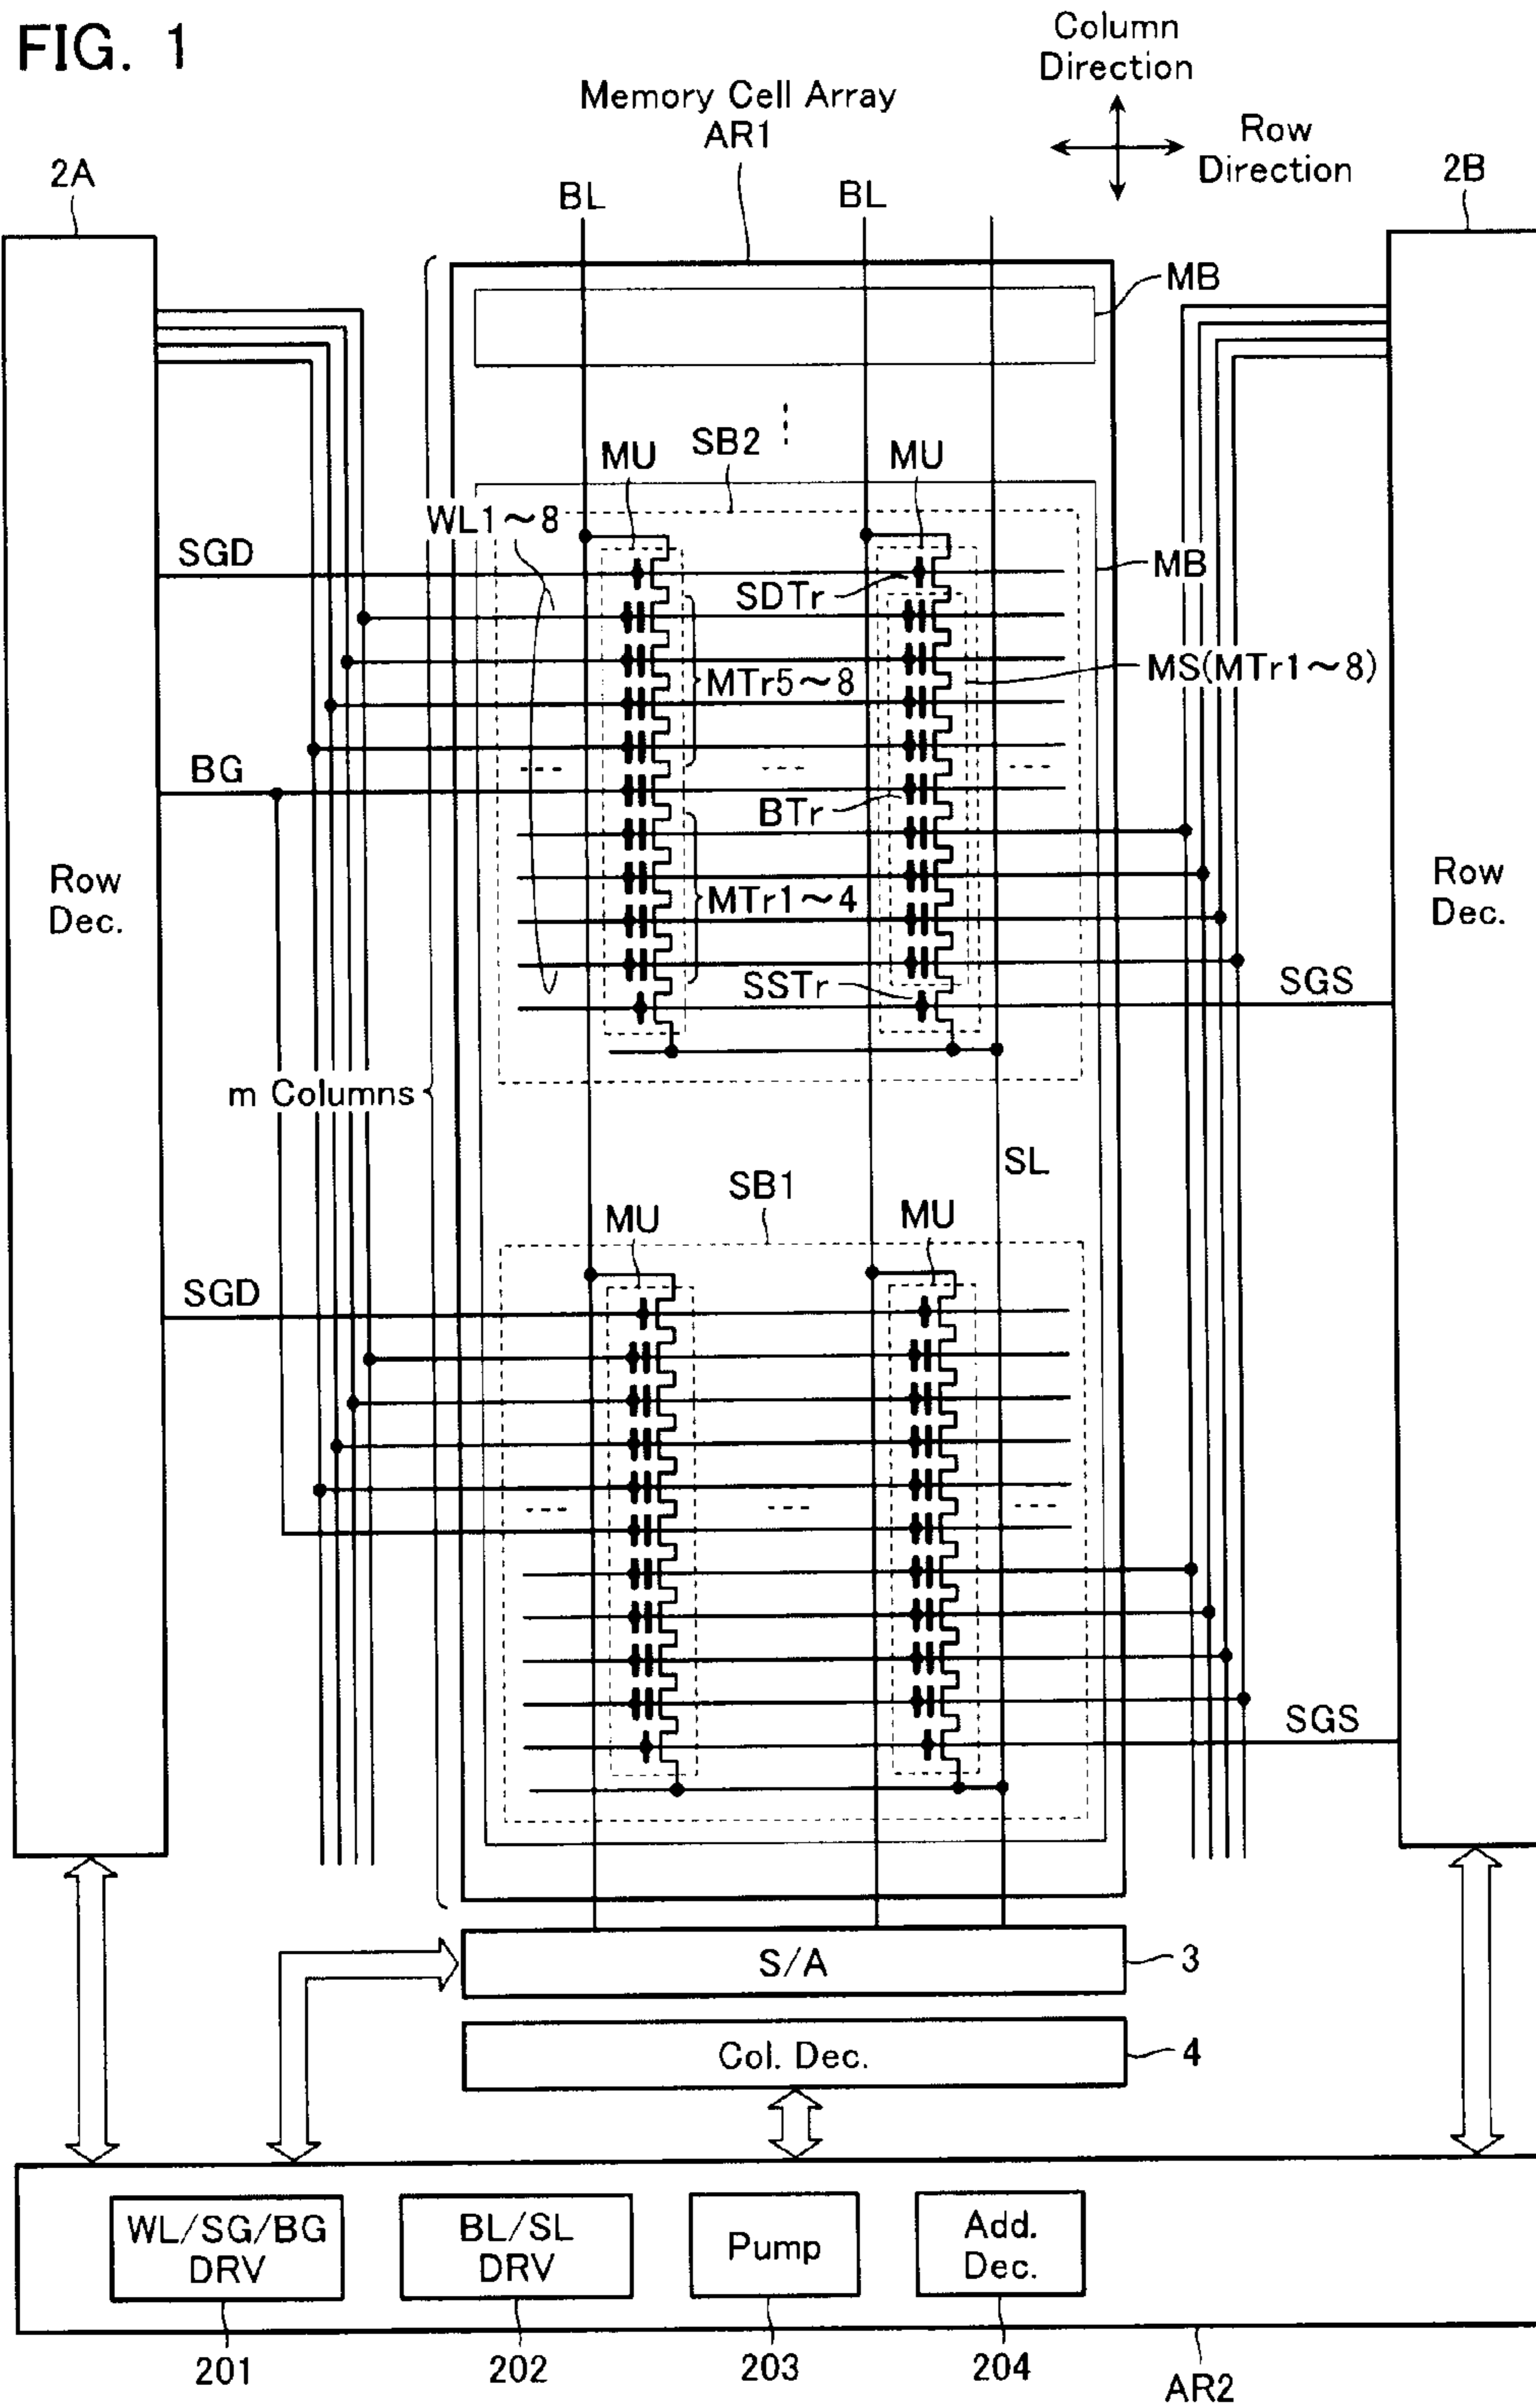 FIG. 1
Column
Direction
Row
Direction
Memory Cell Array
AR1
2A
2B
BL
BL
MB
SB2
MU
MU
WL1~8
SGD
SDTr
MB
MTr5~8
MS(MTr1~8)
BG
BTr
Row
Dec.
Row
Dec.
MTr1~4
SSTr
SGS
m Columns
SL
SB1
MU
MU
SGD
SGS
S/A
3
Col. Dec.
4
WL/SG/BG
DRV
BL/SL
DRV
Pump
Add.
Dec.
201
202
203
204
AR2